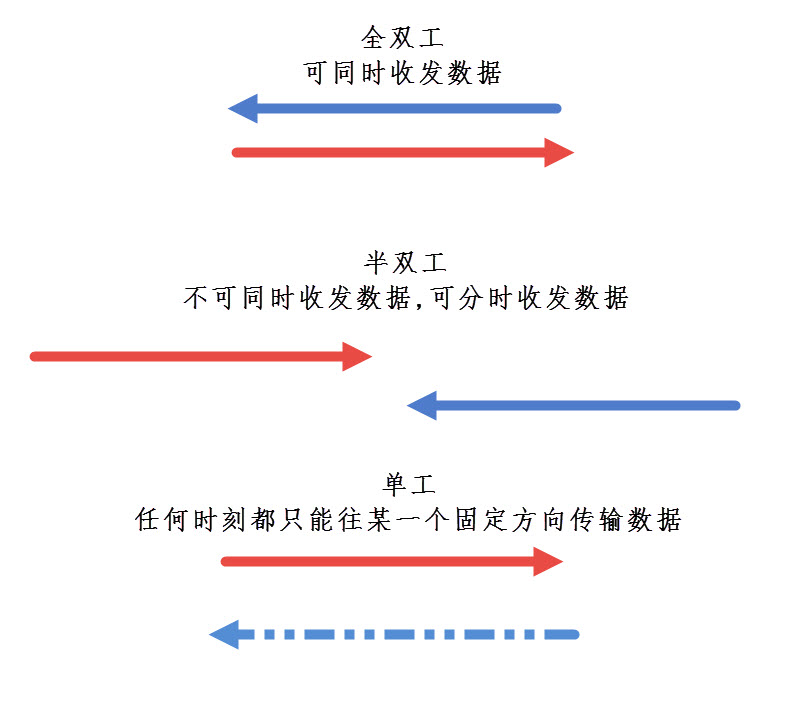 全双工
可同时收发数据
半双工
不可同时收发数据,可分时收发数据
单工
任何时刻都只能往某一个固定方向传输数据